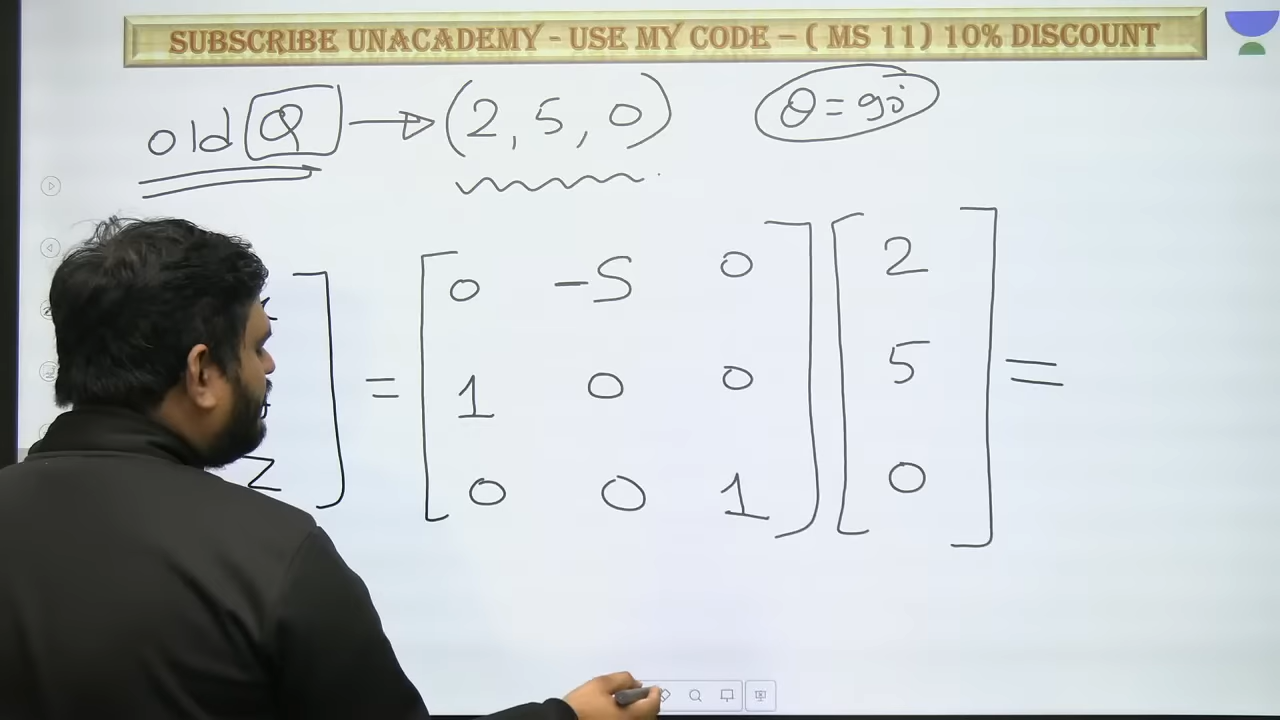 SUBSCRIBE UNACADEMY - USE MY CODE – ( MS 11) 10% DISCOUNT
old Q → (2, 5, 0) θ = 90°
0 -S 0 2
= 1 0 0 5 =
z 0 0 1 0